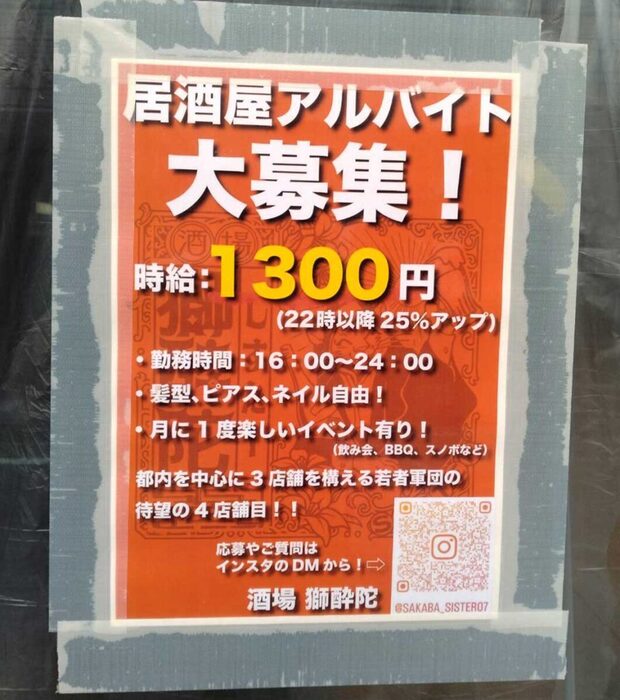 居酒屋アルバイト
大募集！
時給：1300円
(22時以降25%アップ)
・勤務時間：16：00〜24：00
・髪型、ピアス、ネイル自由！
・月に1度楽しいイベント有り！
(飲み会、BBQ、スノボなど)
都内を中心に3店舗を構える若者軍団の
待望の4店舗目！！
応募やご質問は
インスタのDMから！⇨
酒場 獅酔陀
@SAKABA_SISTER07